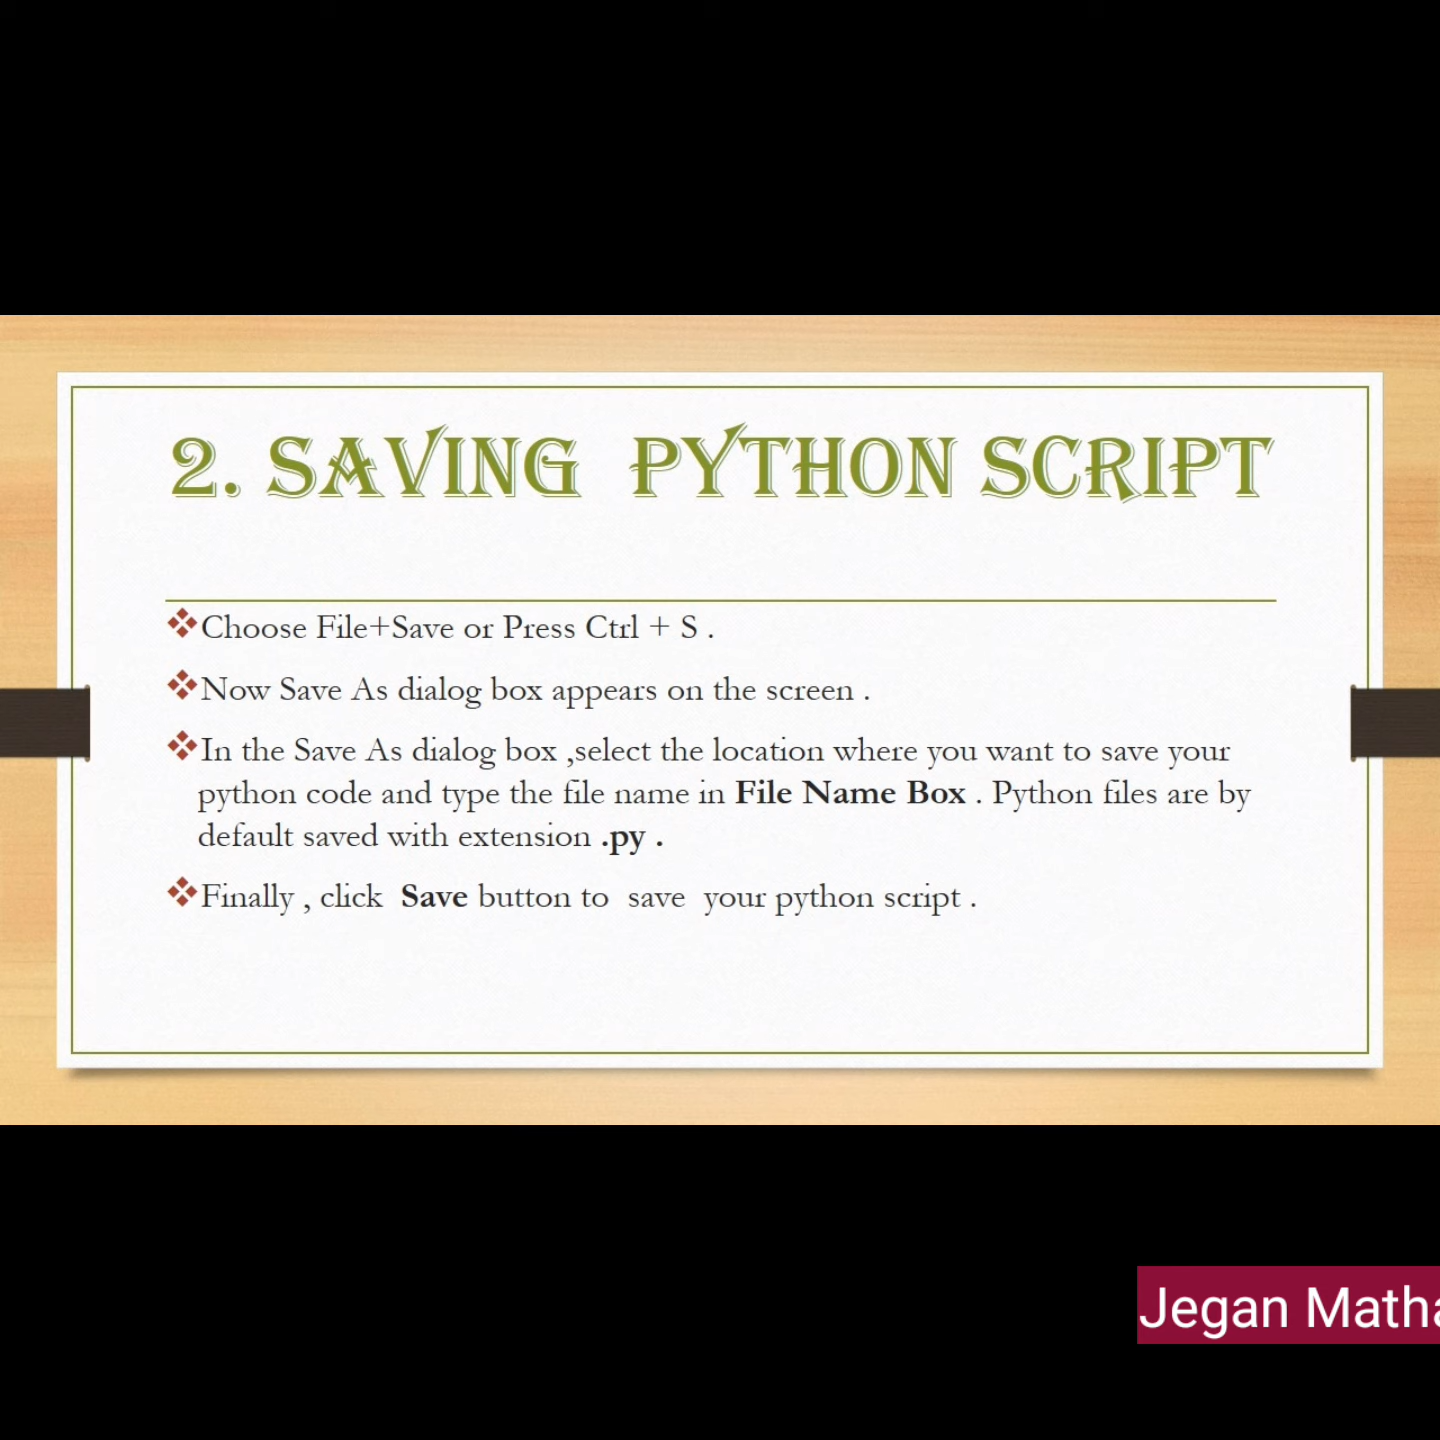 2. SAVING PYTHON SCRIPT
Choose File+Save or Press Ctrl + S .
Now Save As dialog box appears on the screen .
In the Save As dialog box ,select the location where you want to save your
python code and type the file name in File Name Box . Python files are by
default saved with extension .py .
Finally , click Save button to save your python script .
Jegan